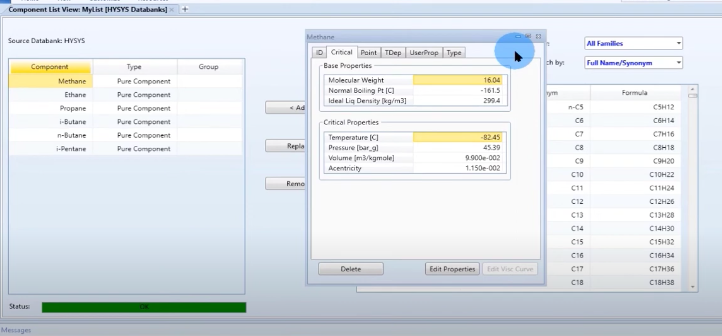 Component List View: MyList [HYSYS Databanks] × +
Source Databank: HYSYS
Component Type Group
Methane Pure Component
Ethane Pure Component
Propane Pure Component
i-Butane Pure Component
n-Butane Pure Component
i-Pentane Pure Component
Status: OK
Messages
< Ad
Repla
Remo
Methane
ID Critical Point TDep UserProp Type
Base Properties
Molecular Weight 16.04
Normal Boiling Pt [C] -161.5
Ideal Liq Density [kg/m3] 299.4
Critical Properties
Temperature [C] -82.45
Pressure [bar_g] 45.39
Volume [m3/kgmole] 9.900e-002
Acentricity 1.150e-002
Delete Edit Properties Edit Visc Curve
All Families
ch by: Full Name/Synonym
ym Formula
n-C5 C5H12
C6 C6H14
C7 C7H16
C8 C8H18
C9 C9H20
C10 C10H22
C11 C11H24
C12 C12H26
C13 C13H28
C14 C14H30
C15 C15H32
C16 C16H34
C17 C17H36
C18 C18H38